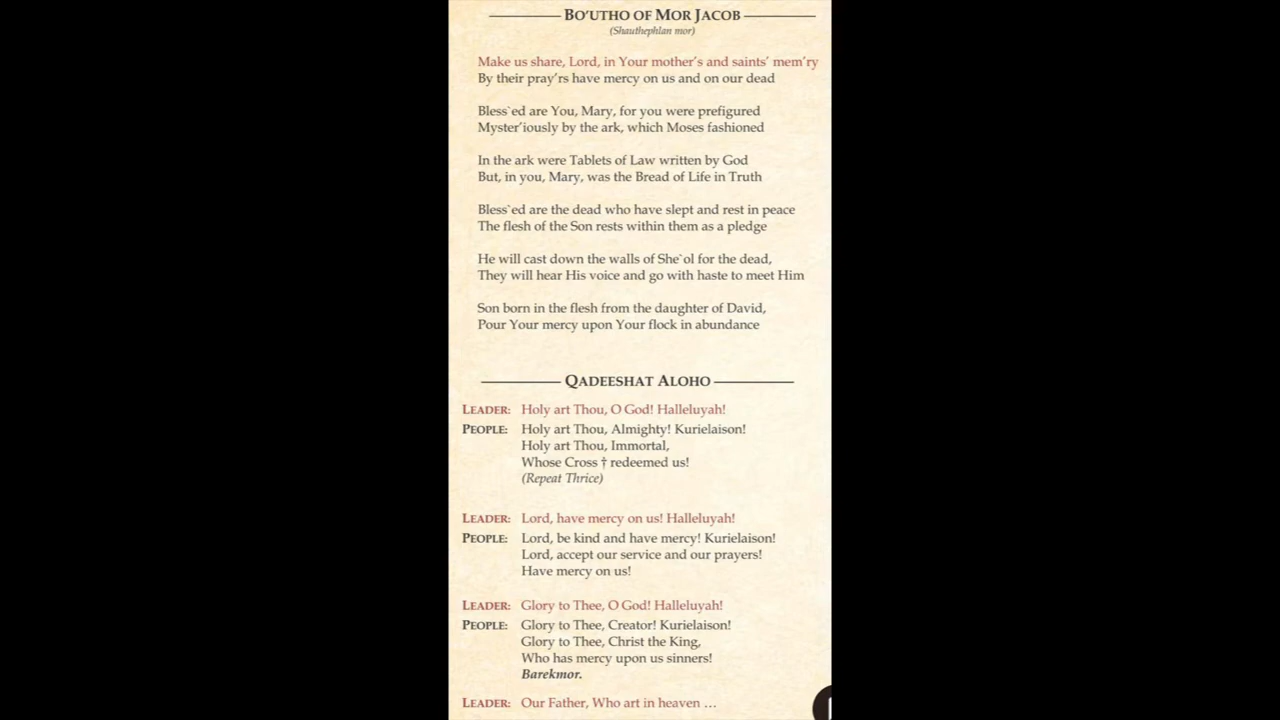 BO'UTHO OF MOR JACOB
(Shauthephlan mor)
Make us share, Lord, in Your mother's and saints' mem'ry
By their pray'rs have mercy on us and on our dead
Bless`ed are You, Mary, for you were prefigured
Myster'iously by the ark, which Moses fashioned
In the ark were Tablets of Law written by God
But, in you, Mary, was the Bread of Life in Truth
Bless`ed are the dead who have slept and rest in peace
The flesh of the Son rests within them as a pledge
He will cast down the walls of She`ol for the dead,
They will hear His voice and go with haste to meet Him
Son born in the flesh from the daughter of David,
Pour Your mercy upon Your flock in abundance
QADEESHAT ALOHO
LEADER: Holy art Thou, O God! Halleluyah!
PEOPLE: Holy art Thou, Almighty! Kurielaison!
Holy art Thou, Immortal,
Whose Cross † redeemed us!
(Repeat Thrice)
LEADER: Lord, have mercy on us! Halleluyah!
PEOPLE: Lord, be kind and have mercy! Kurielaison!
Lord, accept our service and our prayers!
Have mercy on us!
LEADER: Glory to Thee, O God! Halleluyah!
PEOPLE: Glory to Thee, Creator! Kurielaison!
Glory to Thee, Christ the King,
Who has mercy upon us sinners!
Barekmor.
LEADER: Our Father, Who art in heaven …